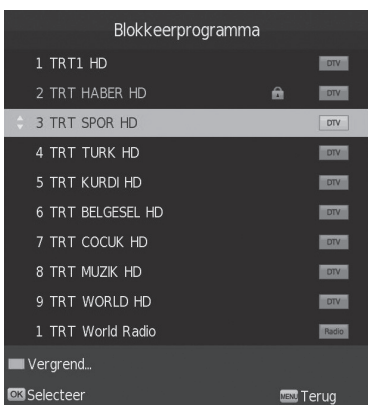 Blokkeerprogramma
1 TRT1 HD DTV
2 TRT HABER HD DTV
3 TRT SPOR HD DTV
4 TRT TURK HD DTV
5 TRT KURDI HD DTV
6 TRT BELGESEL HD DTV
7 TRT COCUK HD DTV
8 TRT MUZIK HD DTV
9 TRT WORLD HD DTV
1 TRT World Radio Radio
Vergrend...
OK Selecteer MENU Terug